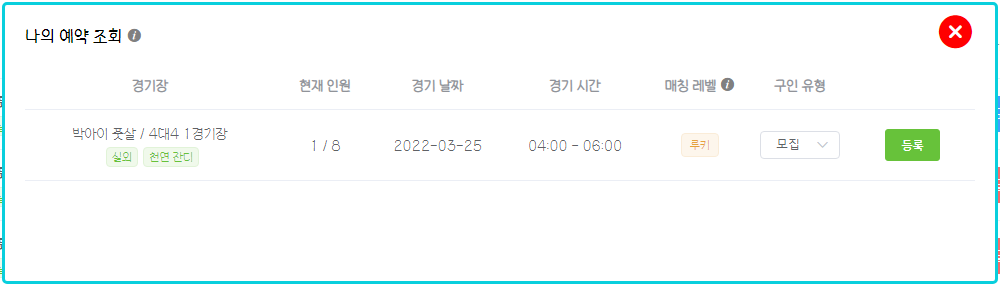 나의 예약 조회
경기장 현재 인원 경기 날짜 경기 시간 매칭 레벨 구인 유형
박아이 풋살 / 4대4 1경기장
실외 천연 잔디
1 / 8 2022-03-25 04:00 - 06:00 루키 모집 등록